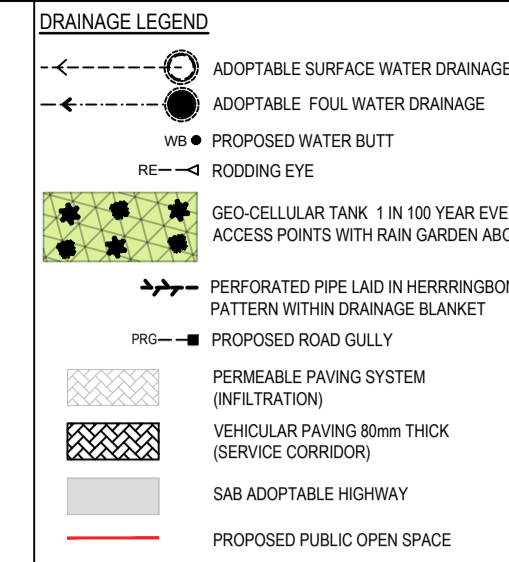 DRAINAGE LEGEND
ADOPTABLE SURFACE WATER DRAINAGE
ADOPTABLE FOUL WATER DRAINAGE
WB PROPOSED WATER BUTT
RE RODDING EYE
GEO-CELLULAR TANK 1 IN 100 YEAR EVE
ACCESS POINTS WITH RAIN GARDEN ABO
PERFORATED PIPE LAID IN HERRRINGBON
PATTERN WITHIN DRAINAGE BLANKET
PRG PROPOSED ROAD GULLY
PERMEABLE PAVING SYSTEM
(INFILTRATION)
VEHICULAR PAVING 80mm THICK
(SERVICE CORRIDOR)
SAB ADOPTABLE HIGHWAY
PROPOSED PUBLIC OPEN SPACE